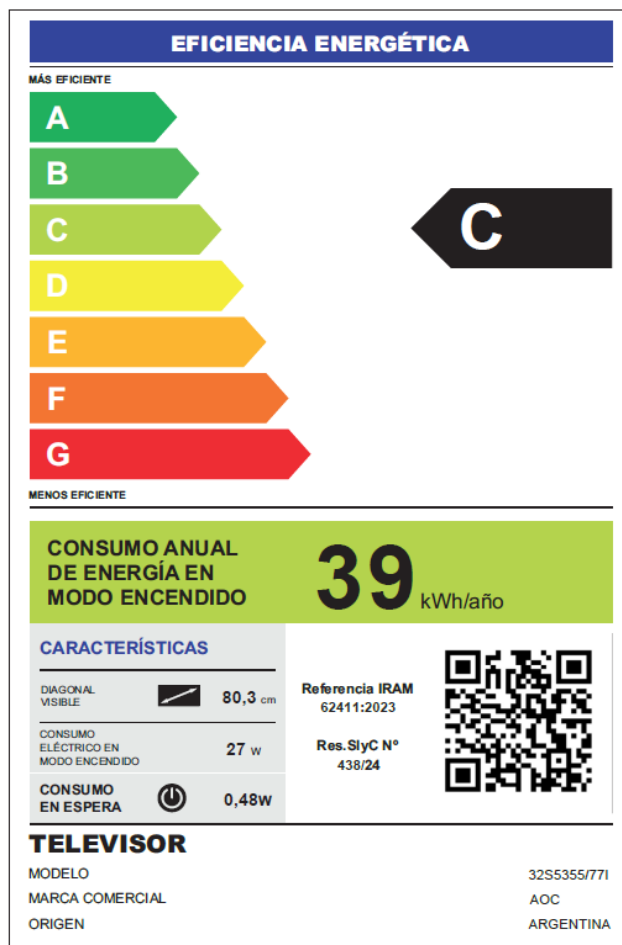 EFICIENCIA ENERGÉTICA
MÁS EFICIENTE
A
B
C
C
D
E
F
G
MENOS EFICIENTE
CONSUMO ANUAL
DE ENERGÍA EN
MODO ENCENDIDO
39 kWh/año
CARACTERÍSTICAS
DIAGONAL
VISIBLE
80,3 cm
CONSUMO
ELÉCTRICO EN
MODO ENCENDIDO
27 W
CONSUMO
EN ESPERA
0,48w
Referencia IRAM
62411:2023
Res.SIyC Nº
438/24
TELEVISOR
MODELO 32S5355/77I
MARCA COMERCIAL AOC
ORIGEN ARGENTINA